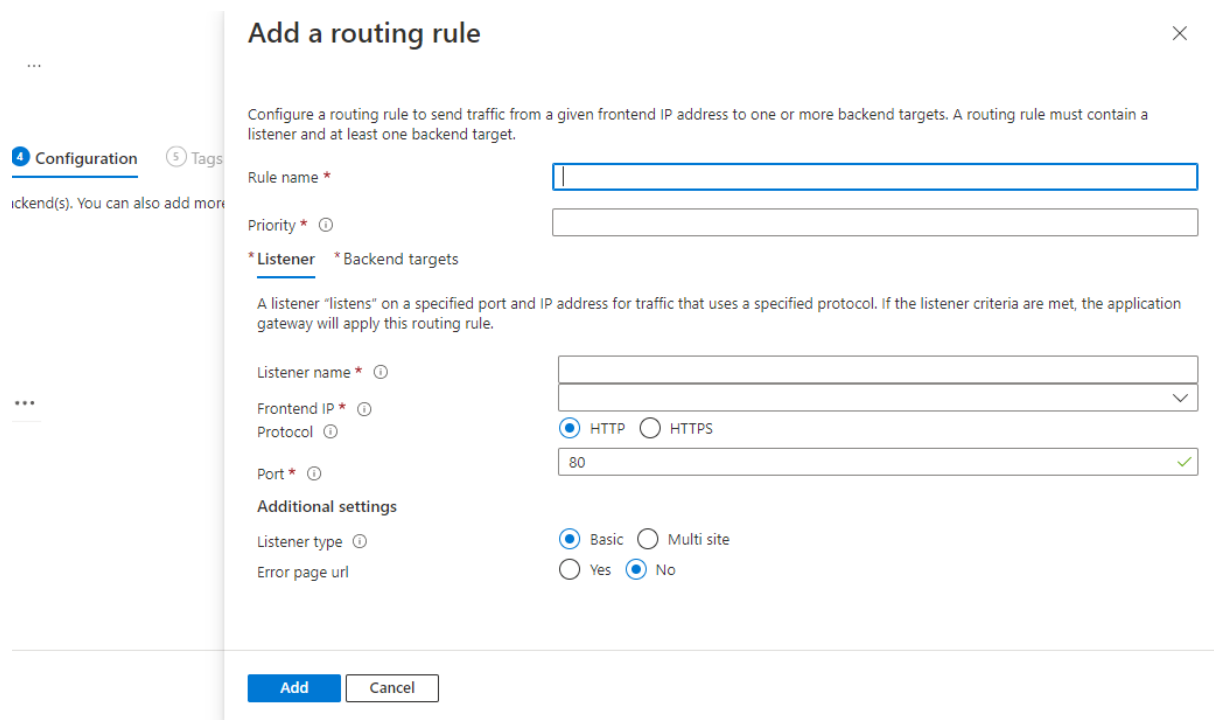 Add a routing rule
...
Configure a routing rule to send traffic from a given frontend IP address to one or more backend targets. A routing rule must contain a
listener and at least one backend target.
4 Configuration 5 Tags
ckend(s). You can also add more
Rule name *
Priority *
* Listener * Backend targets
A listener “listens” on a specified port and IP address for traffic that uses a specified protocol. If the listener criteria are met, the application
gateway will apply this routing rule.
Listener name *
...
Frontend IP *
Protocol HTTP HTTPS
Port * 80
Additional settings
Listener type Basic Multi site
Error page url Yes No
Add Cancel